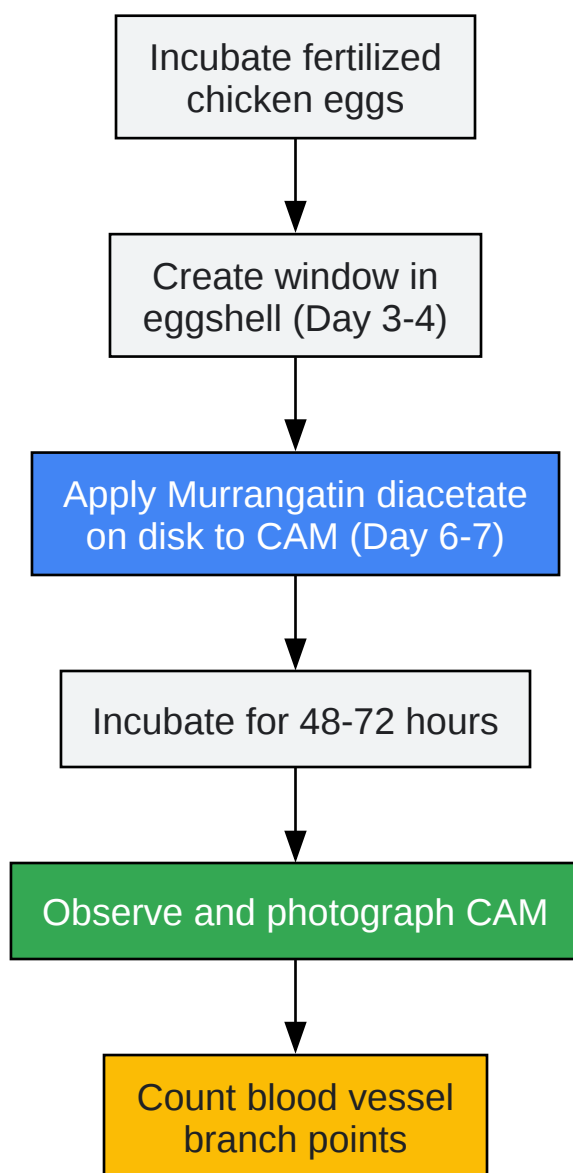 Incubate fertilized
chicken eggs
Create window in
eggshell (Day 3-4)
Apply Murrangatin diacetate
on disk to CAM (Day 6-7)
Incubate for 48-72 hours
Observe and photograph CAM
Count blood vessel
branch points